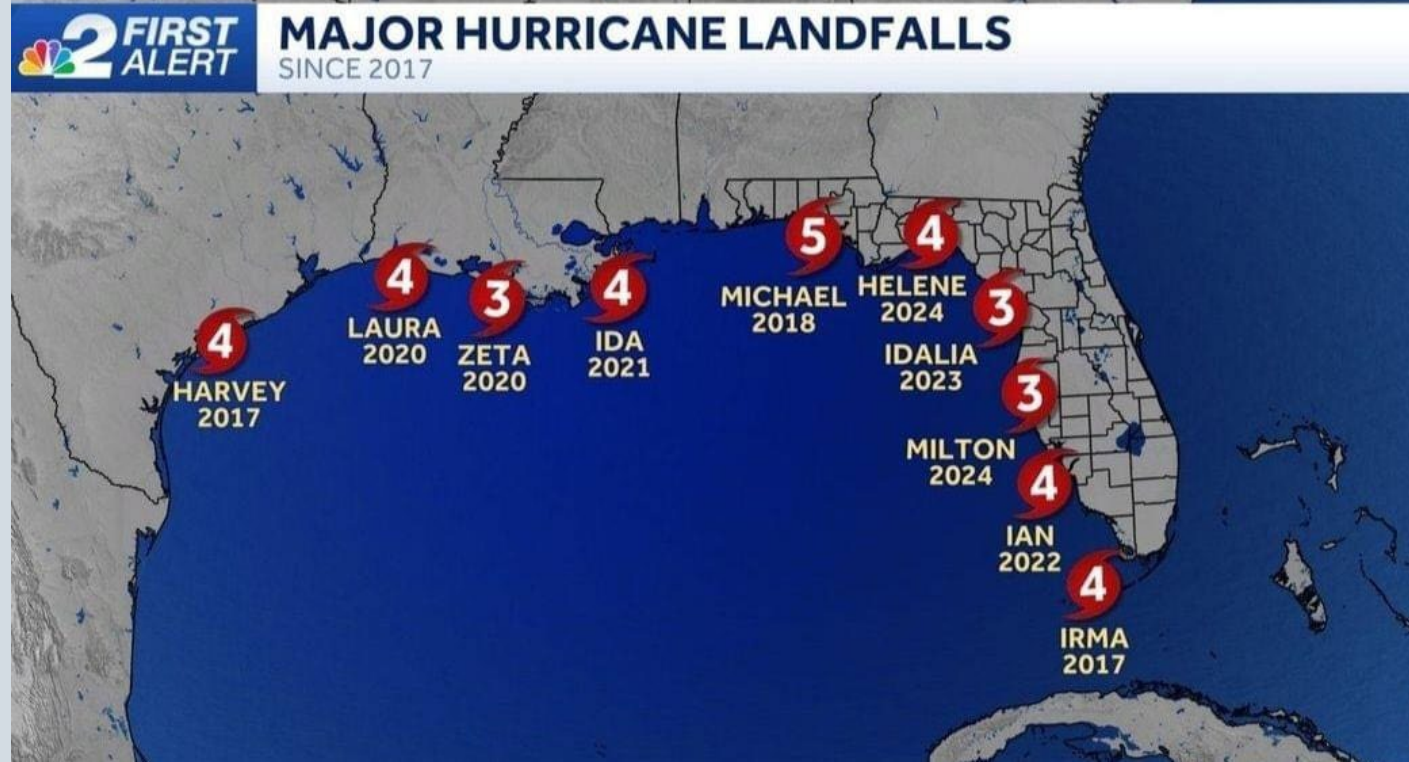 2 FIRST
ALERT
MAJOR HURRICANE LANDFALLS
SINCE 2017
4
HARVEY
2017
4
LAURA
2020
3
ZETA
2020
4
IDA
2021
5
MICHAEL
2018
4
HELENE
2024
3
IDALIA
2023
3
MILTON
2024
4
IAN
2022
4
IRMA
2017